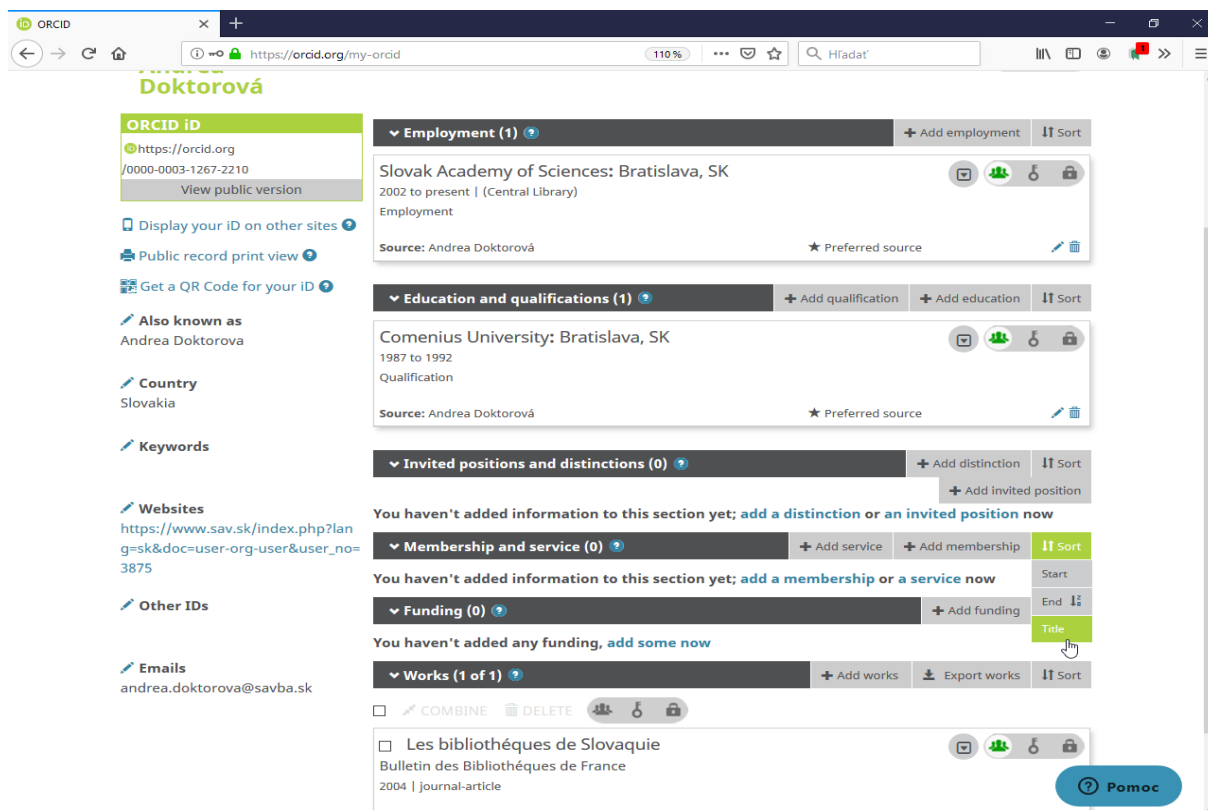 ORCID
https://orcid.org/my-orcid
110 %
Hľadať
1
Doktorová
ORCID iD
https://orcid.org
/0000-0003-1267-2210
View public version
Display your iD on other sites
Public record print view
Get a QR Code for your iD
Also known as
Andrea Doktorova
Country
Slovakia
Keywords
Websites
https://www.sav.sk/index.php?lan
g=sk&doc=user-org-user&user_no=
3875
Other IDs
Emails
andrea.doktorova@savba.sk
Employment (1)
Add employment
Sort
Slovak Academy of Sciences: Bratislava, SK
2002 to present | (Central Library)
Employment
Source: Andrea Doktorová
Preferred source
Education and qualifications (1)
Add qualification
Add education
Sort
Comenius University: Bratislava, SK
1987 to 1992
Qualification
Source: Andrea Doktorová
Preferred source
Invited positions and distinctions (0)
Add distinction
Sort
Add invited position
You haven't added information to this section yet; add a distinction or an invited position now
Membership and service (0)
Add service
Add membership
Sort
Start
End
Title
You haven't added information to this section yet; add a membership or a service now
Funding (0)
Add funding
You haven't added any funding, add some now
Works (1 of 1)
Add works
Export works
Sort
COMBINE
DELETE
Les bibliothéques de Slovaquie
Bulletin des Bibliothéques de France
2004 | journal-article
Pomoc